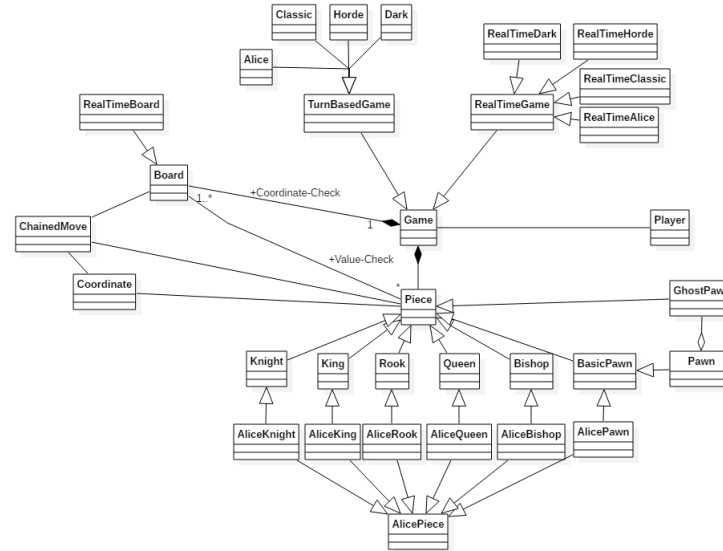 Classic
Horde
Dark
RealTimeDark
RealTimeHorde
Alice
RealTimeClassic
RealTimeBoard
TurnBasedGame
RealTimeGame
RealTimeAlice
Board
+Coordinate-Check
1..*
1
Game
Player
ChainedMove
+Value-Check
Coordinate
*
Piece
GhostPawn
Knight
King
Rook
Queen
Bishop
BasicPawn
Pawn
AliceKnight
AliceKing
AliceRook
AliceQueen
AliceBishop
AlicePawn
AlicePiece